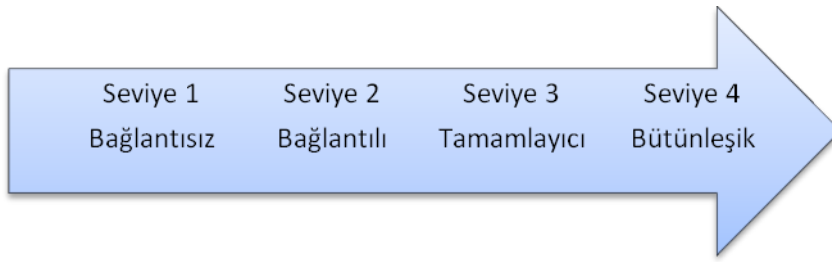 Seviye 1 Seviye 2 Seviye 3 Seviye 4
Bağlantısız Bağlantılı Tamamlayıcı Bütünleşik